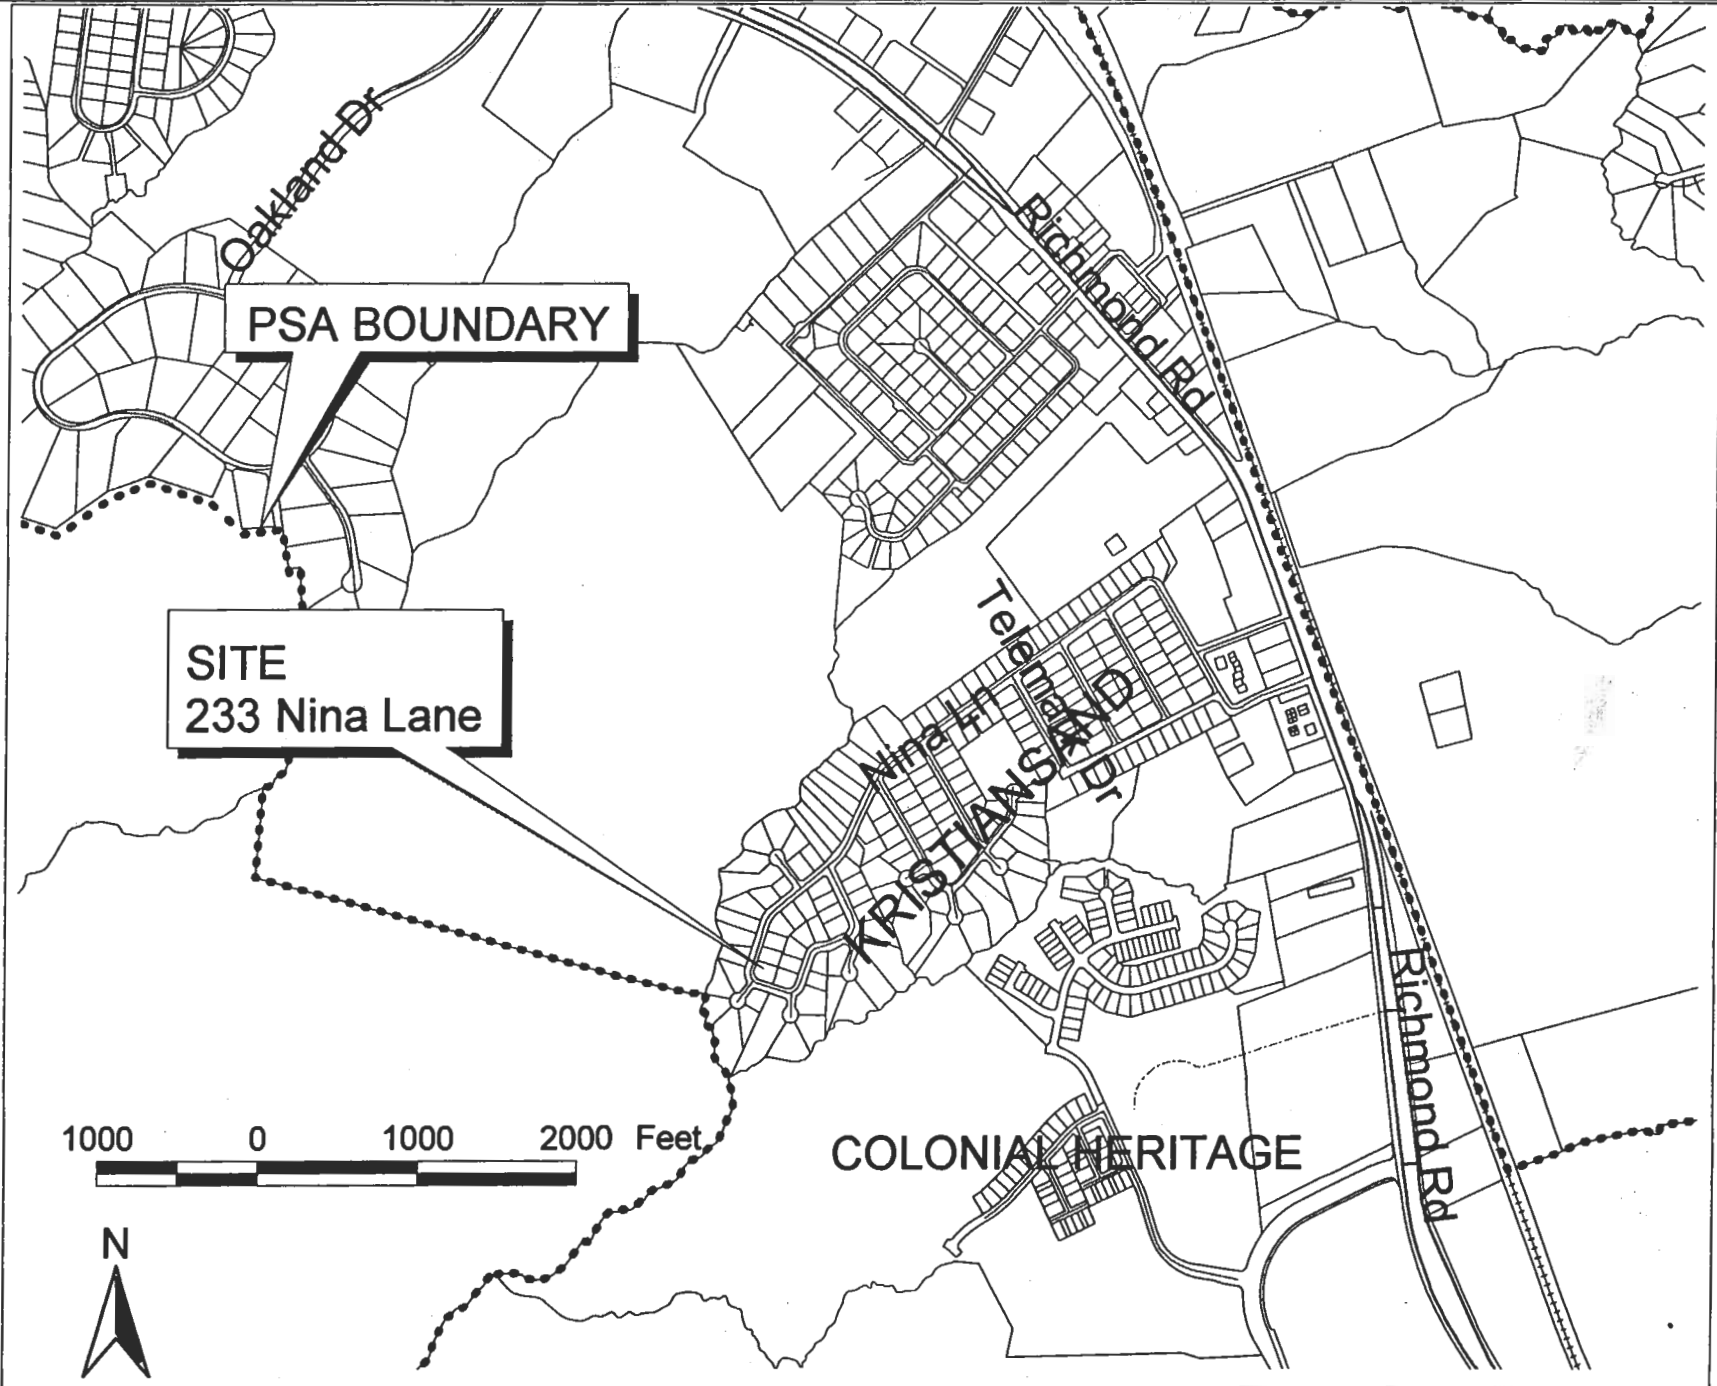 Oakland Dr
PSA BOUNDARY
Richmond Rd
SITE
233 Nina Lane
Telemark Dr
Nina Ln
KRISTIANSAND
Richmond Rd
1000 0 1000 2000 Feet
COLONIAL HERITAGE
N